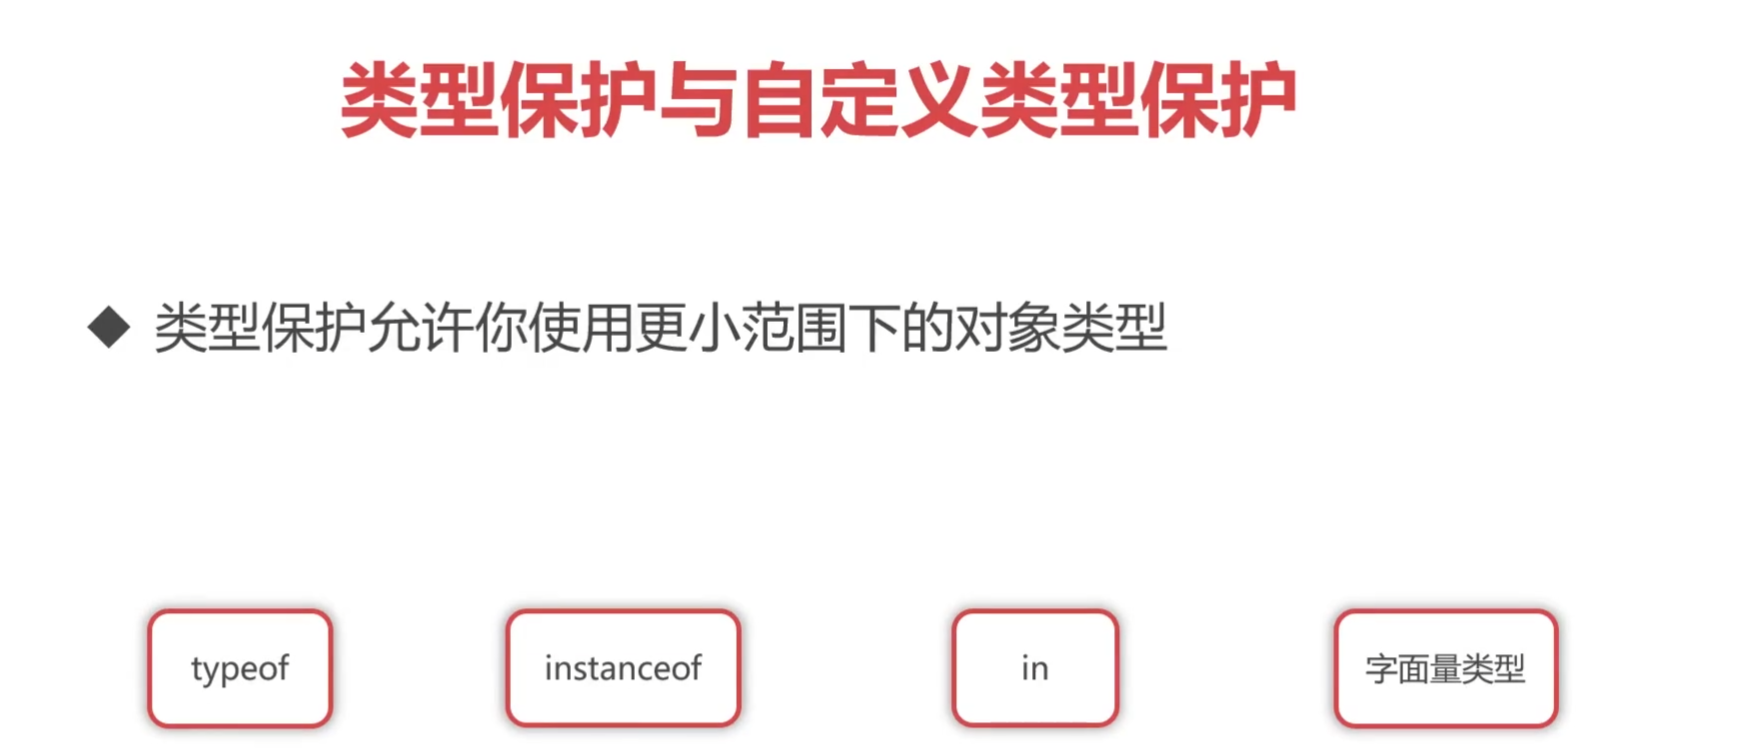 类型保护与自定义类型保护
类型保护允许你使用更小范围下的对象类型
typeof
instanceof
in
字面量类型